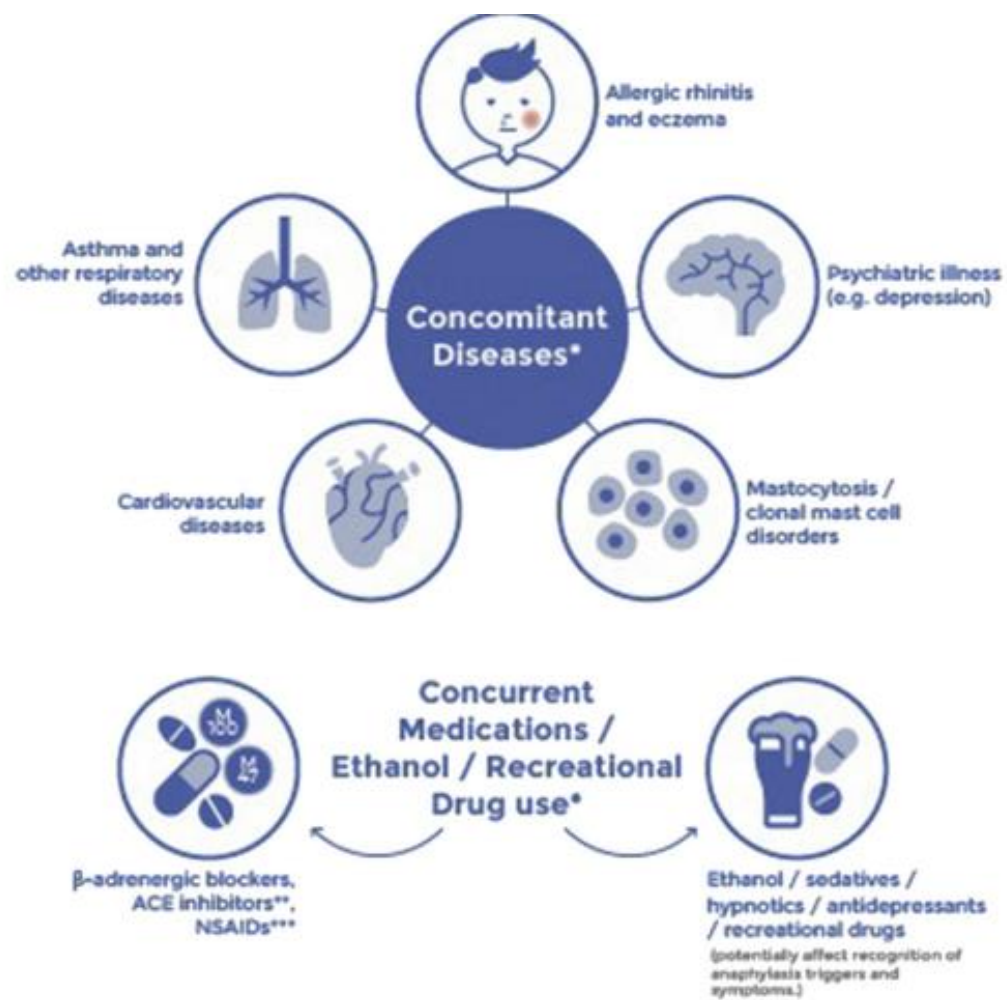 Allergic rhinitis
and eczema
Asthma and
other respiratory
diseases
Psychiatric illness
(e.g. depression)
Concomitant
Diseases*
Cardiovascular
diseases
Mastocytosis /
clonal mast cell
disorders
Concurrent
Medications /
Ethanol / Recreational
Drug use*
M
M
β-adrenergic blockers,
ACE inhibitors**,
NSAIDs***
Ethanol / sedatives /
hypnotics / antidepressants
/ recreational drugs
(potentially affect recognition of
anaphylaxis triggers and
symptoms.)